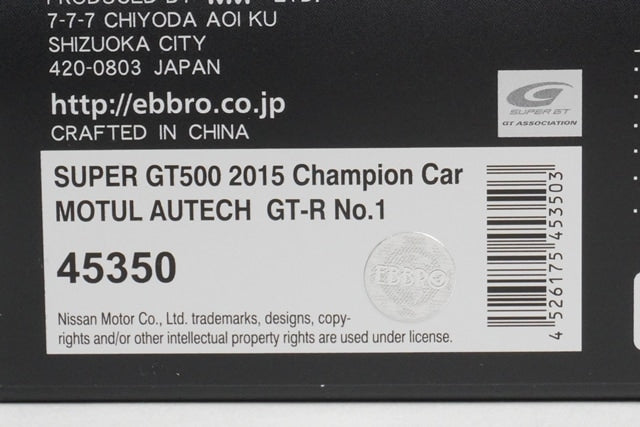 PRODUCED BY
7-7-7 CHIYODA AOI KU
SHIZUOKA CITY
420-0803 JAPAN
http://ebbro.co.jp
CRAFTED IN CHINA
SUPER GT
GT ASSOCIATION
SUPER GT500 2015 Champion Car
MOTUL AUTECH GT-R No.1
45350
EBBRO
Nissan Motor Co., Ltd. trademarks, designs, copy-
rights and/or other intellectual property rights are used under license.
4 526175 453503